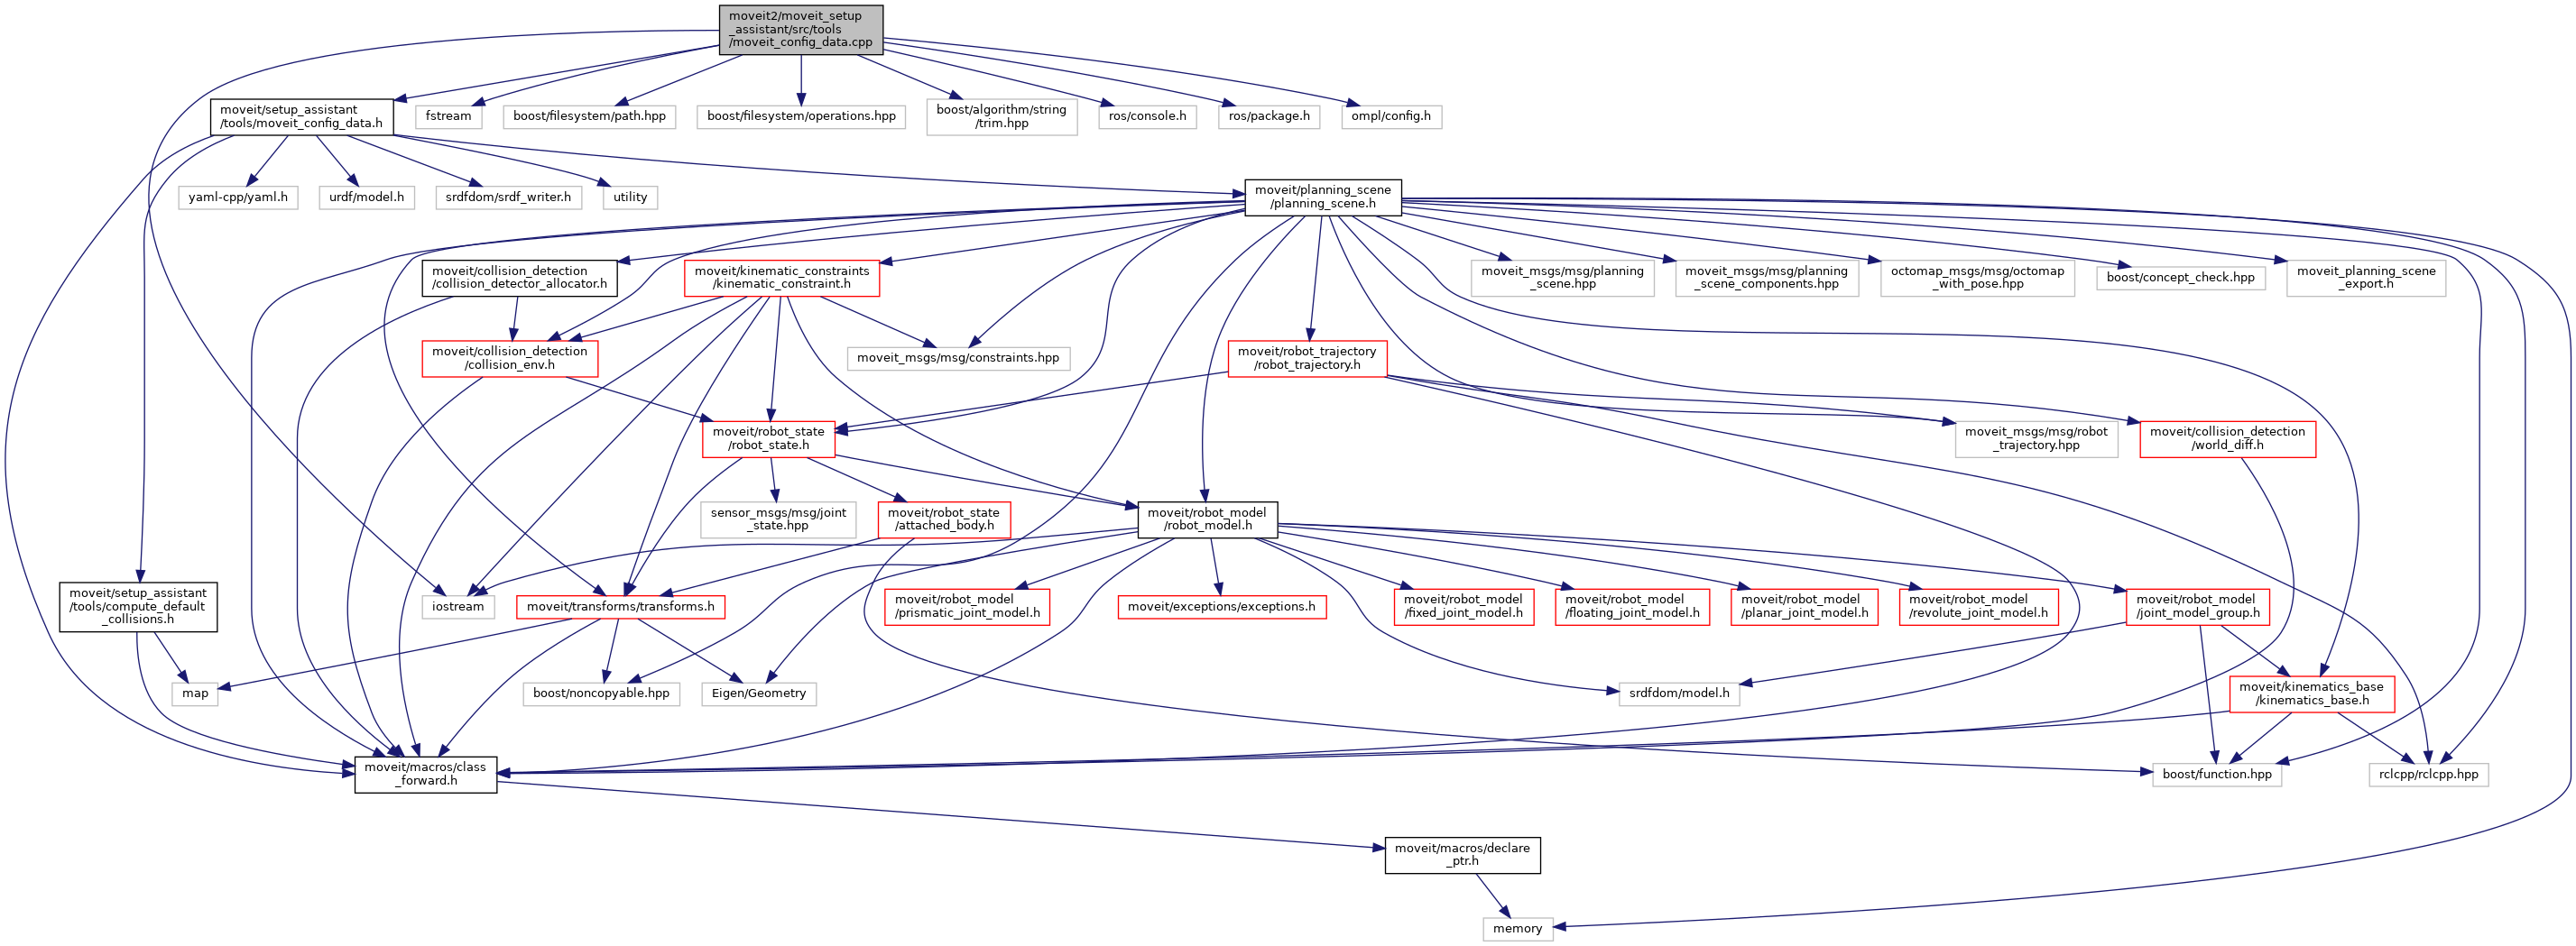 moveit2/moveit_setup
_assistant/src/tools
/moveit_config_data.cpp
moveit/setup_assistant
/tools/moveit_config_data.h
fstream
boost/filesystem/path.hpp
boost/filesystem/operations.hpp
boost/algorithm/string
/trim.hpp
ros/console.h
ros/package.h
ompl/config.h
yaml-cpp/yaml.h
urdf/model.h
srdfdom/srdf_writer.h
utility
moveit/planning_scene
/planning_scene.h
moveit/collision_detection
/collision_detector_allocator.h
moveit/kinematic_constraints
/kinematic_constraint.h
moveit_msgs/msg/planning
_scene.hpp
moveit_msgs/msg/planning
_scene_components.hpp
octomap_msgs/msg/octomap
_with_pose.hpp
boost/concept_check.hpp
moveit_planning_scene
_export.h
moveit/collision_detection
/collision_env.h
moveit_msgs/msg/constraints.hpp
moveit/robot_trajectory
/robot_trajectory.h
moveit/robot_state
/robot_state.h
moveit_msgs/msg/robot
_trajectory.hpp
moveit/collision_detection
/world_diff.h
sensor_msgs/msg/joint
_state.hpp
moveit/robot_state
/attached_body.h
moveit/robot_model
/robot_model.h
moveit/setup_assistant
/tools/compute_default
_collisions.h
iostream
moveit/transforms/transforms.h
moveit/robot_model
/prismatic_joint_model.h
moveit/exceptions/exceptions.h
moveit/robot_model
/fixed_joint_model.h
moveit/robot_model
/floating_joint_model.h
moveit/robot_model
/planar_joint_model.h
moveit/robot_model
/revolute_joint_model.h
moveit/robot_model
/joint_model_group.h
map
boost/noncopyable.hpp
Eigen/Geometry
srdfdom/model.h
moveit/kinematics_base
/kinematics_base.h
moveit/macros/class
_forward.h
boost/function.hpp
rclcpp/rclcpp.hpp
moveit/macros/declare
_ptr.h
memory